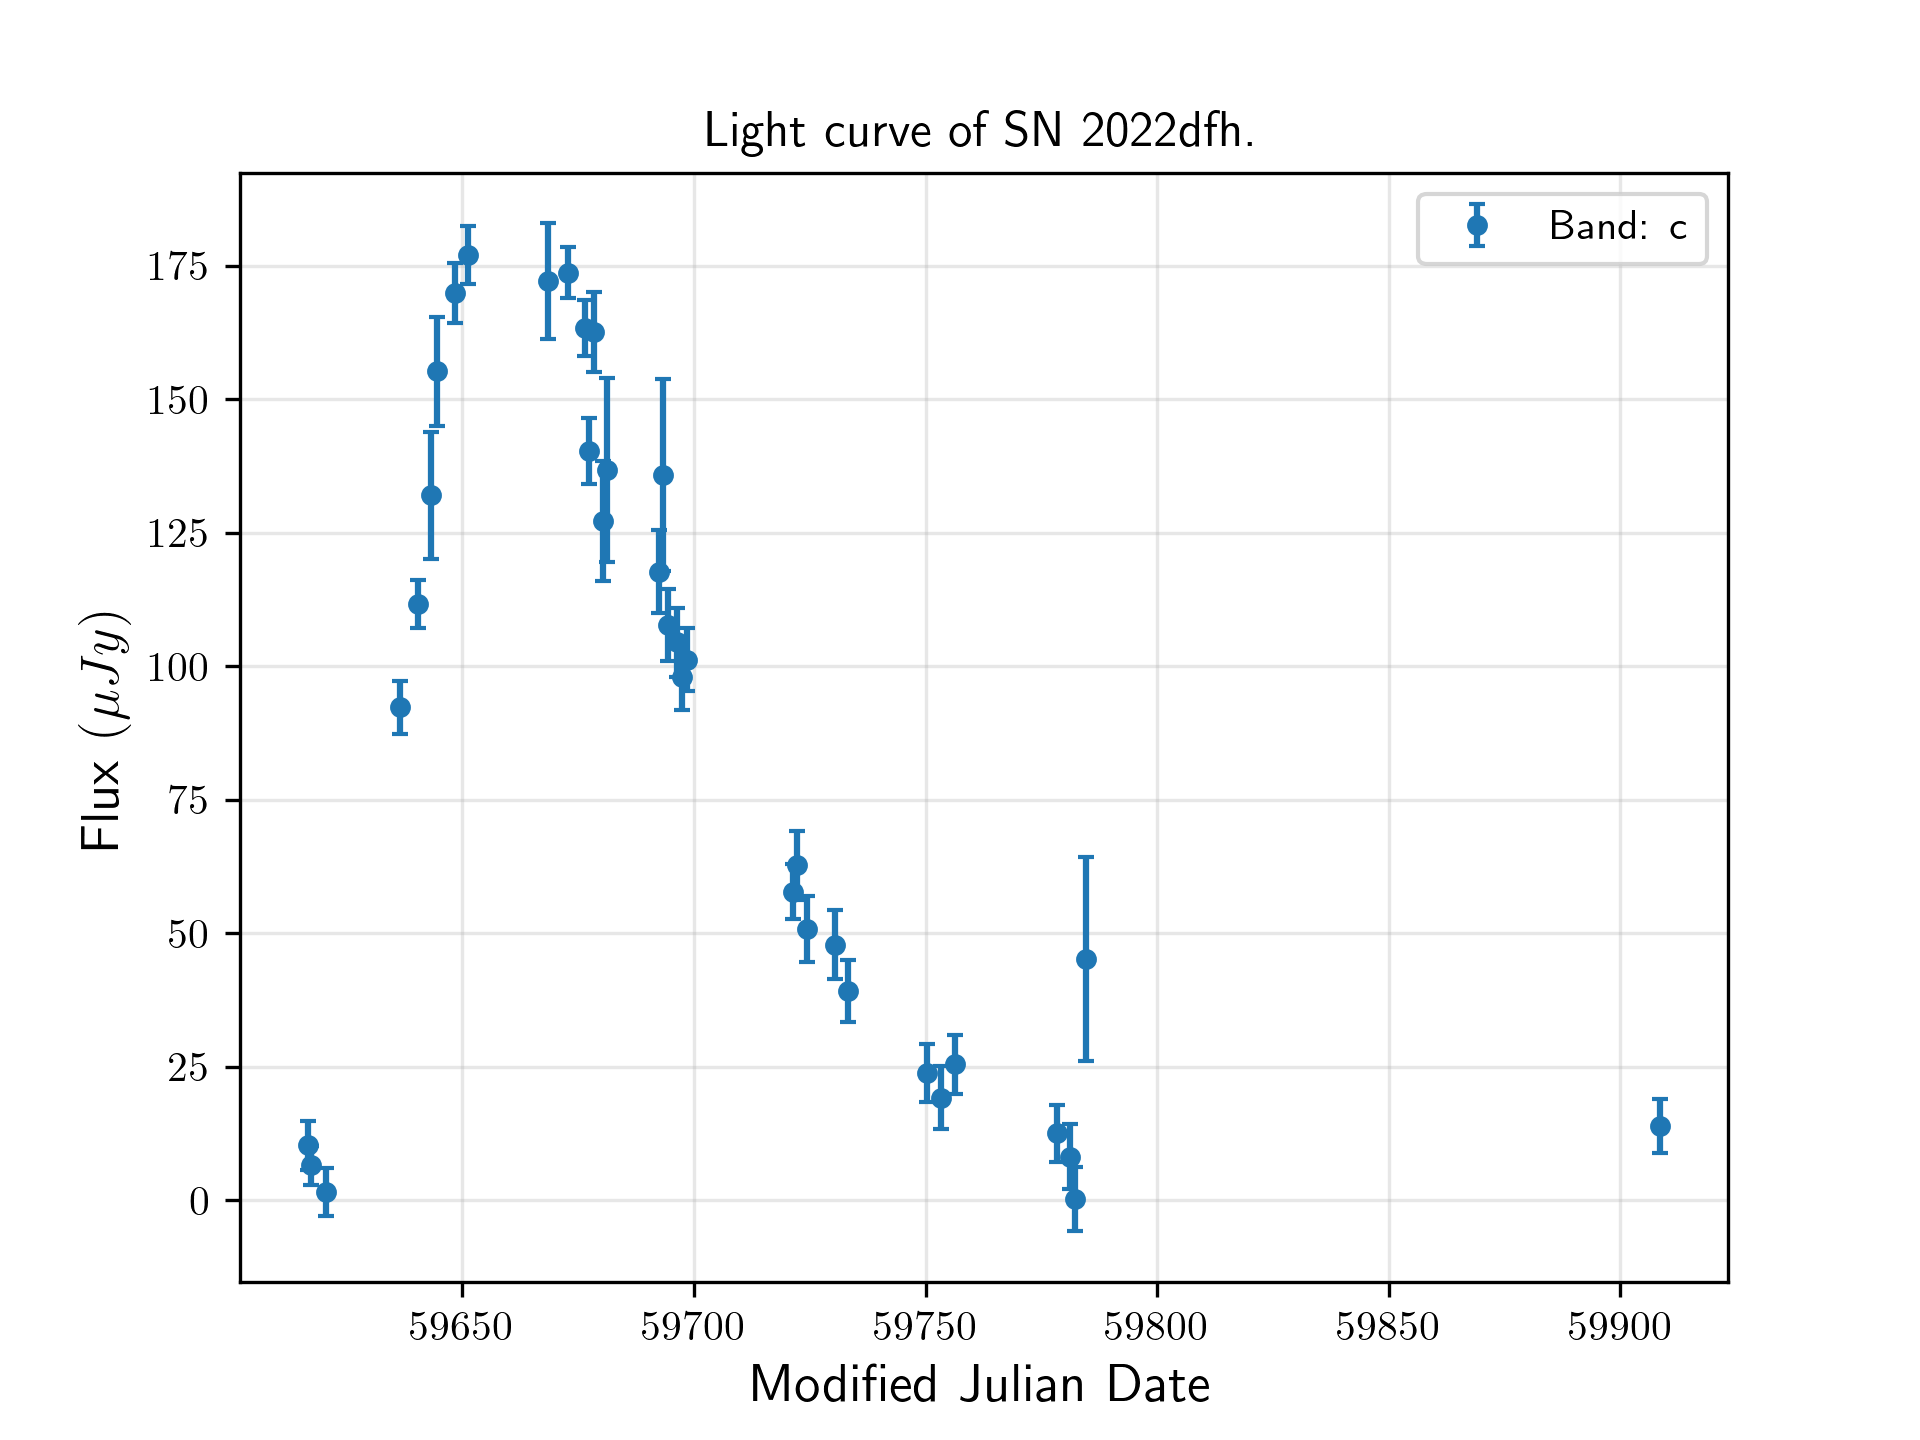 Light curve of SN 2022dfh.
Band: c
Flux (μJy)
175
150
125
100
75
50
25
0
59650 59700 59750 59800 59850 59900
Modified Julian Date